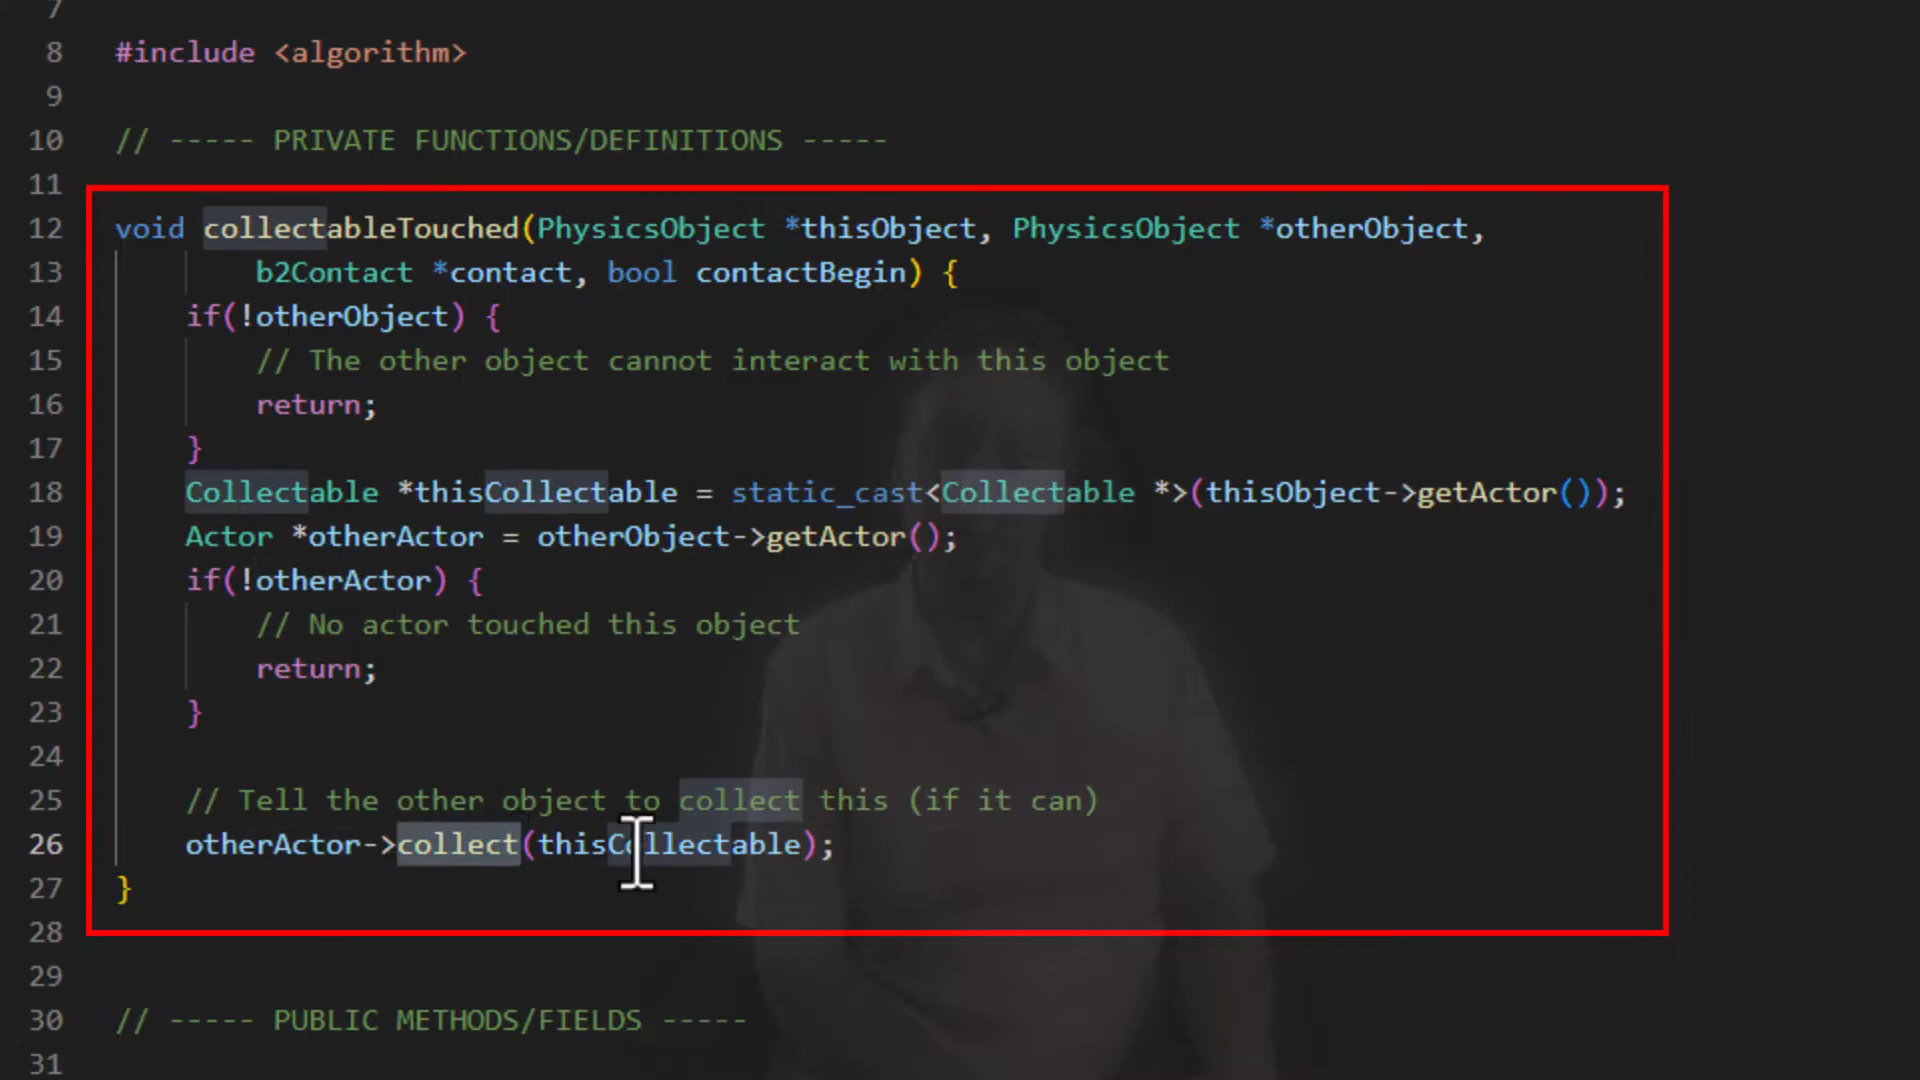 7
8 #include <algorithm>
9
10 // ----- PRIVATE FUNCTIONS/DEFINITIONS -----
11
12 void collectableTouched(PhysicsObject *thisObject, PhysicsObject *otherObject,
13 b2Contact *contact, bool contactBegin) {
14 if(!otherObject) {
15 // The other object cannot interact with this object
16 return;
17 }
18 Collectable *thisCollectable = static_cast<Collectable *>(thisObject->getActor());
19 Actor *otherActor = otherObject->getActor();
20 if(!otherActor) {
21 // No actor touched this object
22 return;
23 }
24
25 // Tell the other object to collect this (if it can)
26 otherActor->collect(thisCollectable);
27 }
28
29
30 // ----- PUBLIC METHODS/FIELDS -----
31